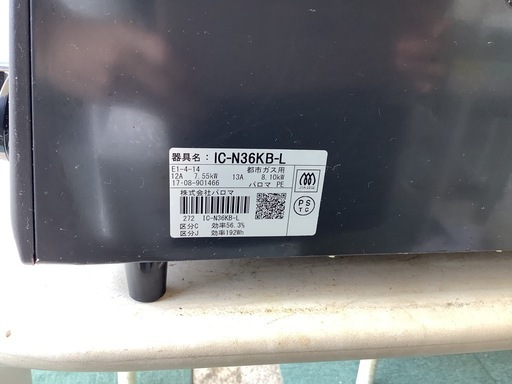 器具名：IC-N36KB-L
E1-4-14 都市ガス用
12A 7.55kW 13A 8.10kW
17-08-901466 パロマ PE
株式会社パロマ
272 IC-N36KB-L
区分C 効率56.3%
区分J 効率192Wh
PS
TG